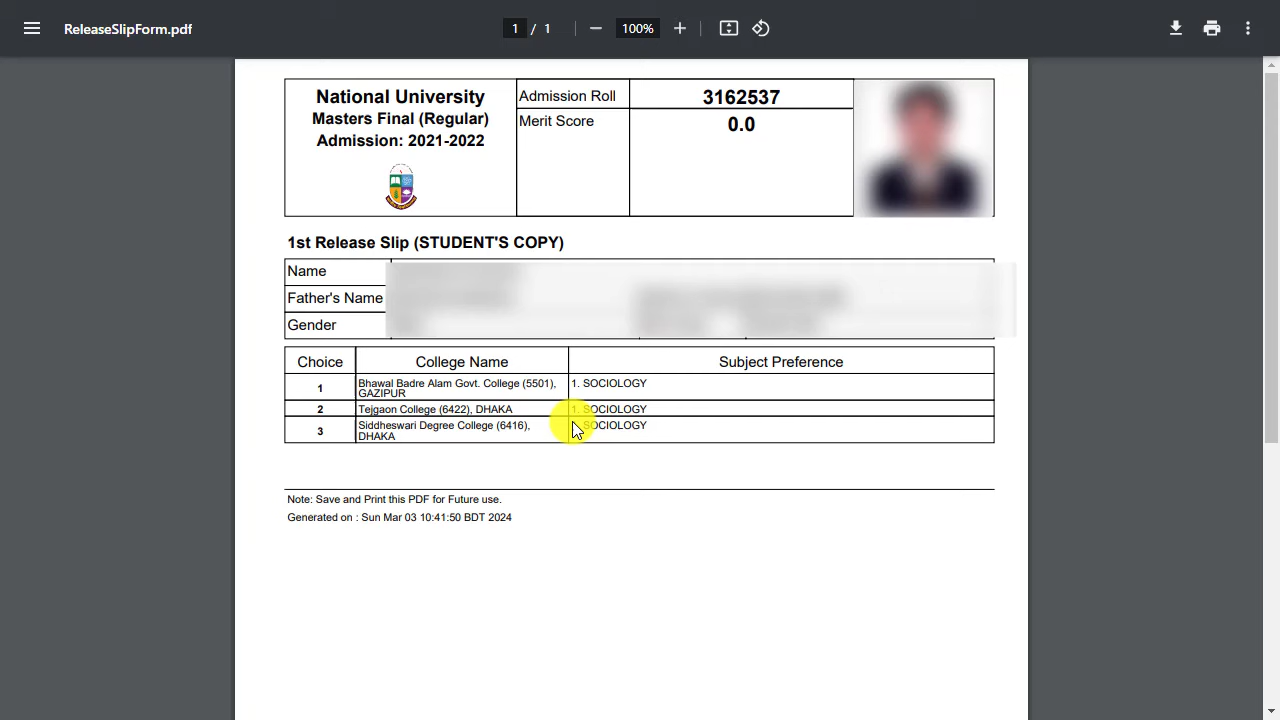 ReleaseSlipForm.pdf
1 / 1
100%
National University
Masters Final (Regular)
Admission: 2021-2022
Admission Roll
3162537
Merit Score
0.0
1st Release Slip (STUDENT'S COPY)
Name
Father's Name
Gender
Choice College Name Subject Preference
1 Bhawal Badre Alam Govt. College (5501), 1. SOCIOLOGY
GAZIPUR
2 Tejgaon College (6422), DHAKA 1. SOCIOLOGY
3 Siddheswari Degree College (6416), SOCIOLOGY
DHAKA
Note: Save and Print this PDF for Future use.
Generated on : Sun Mar 03 10:41:50 BDT 2024